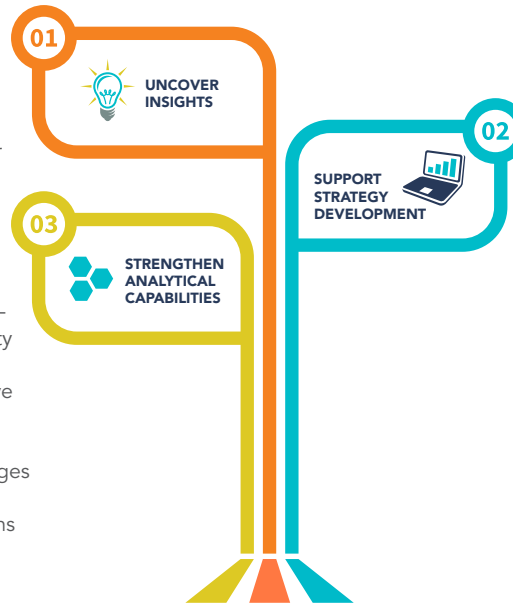 01
UNCOVER
INSIGHTS
02
SUPPORT
STRATEGY
DEVELOPMENT
03
STRENGTHEN
ANALYTICAL
CAPABILITIES